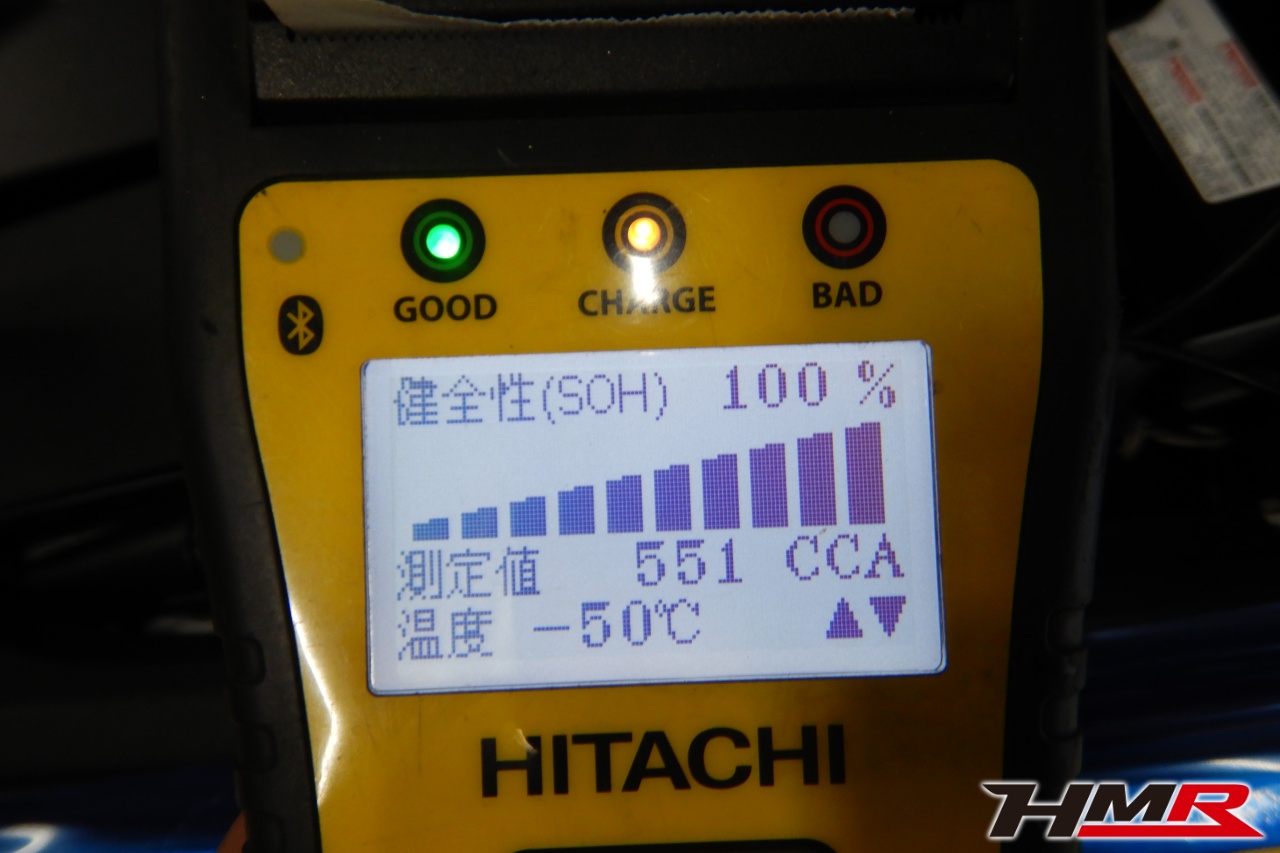 GOOD CHARGE BAD
健全性(SOH) 100 %
測定値 551 CCA
温度 -50℃ ▲▼
HITACHI
HMR